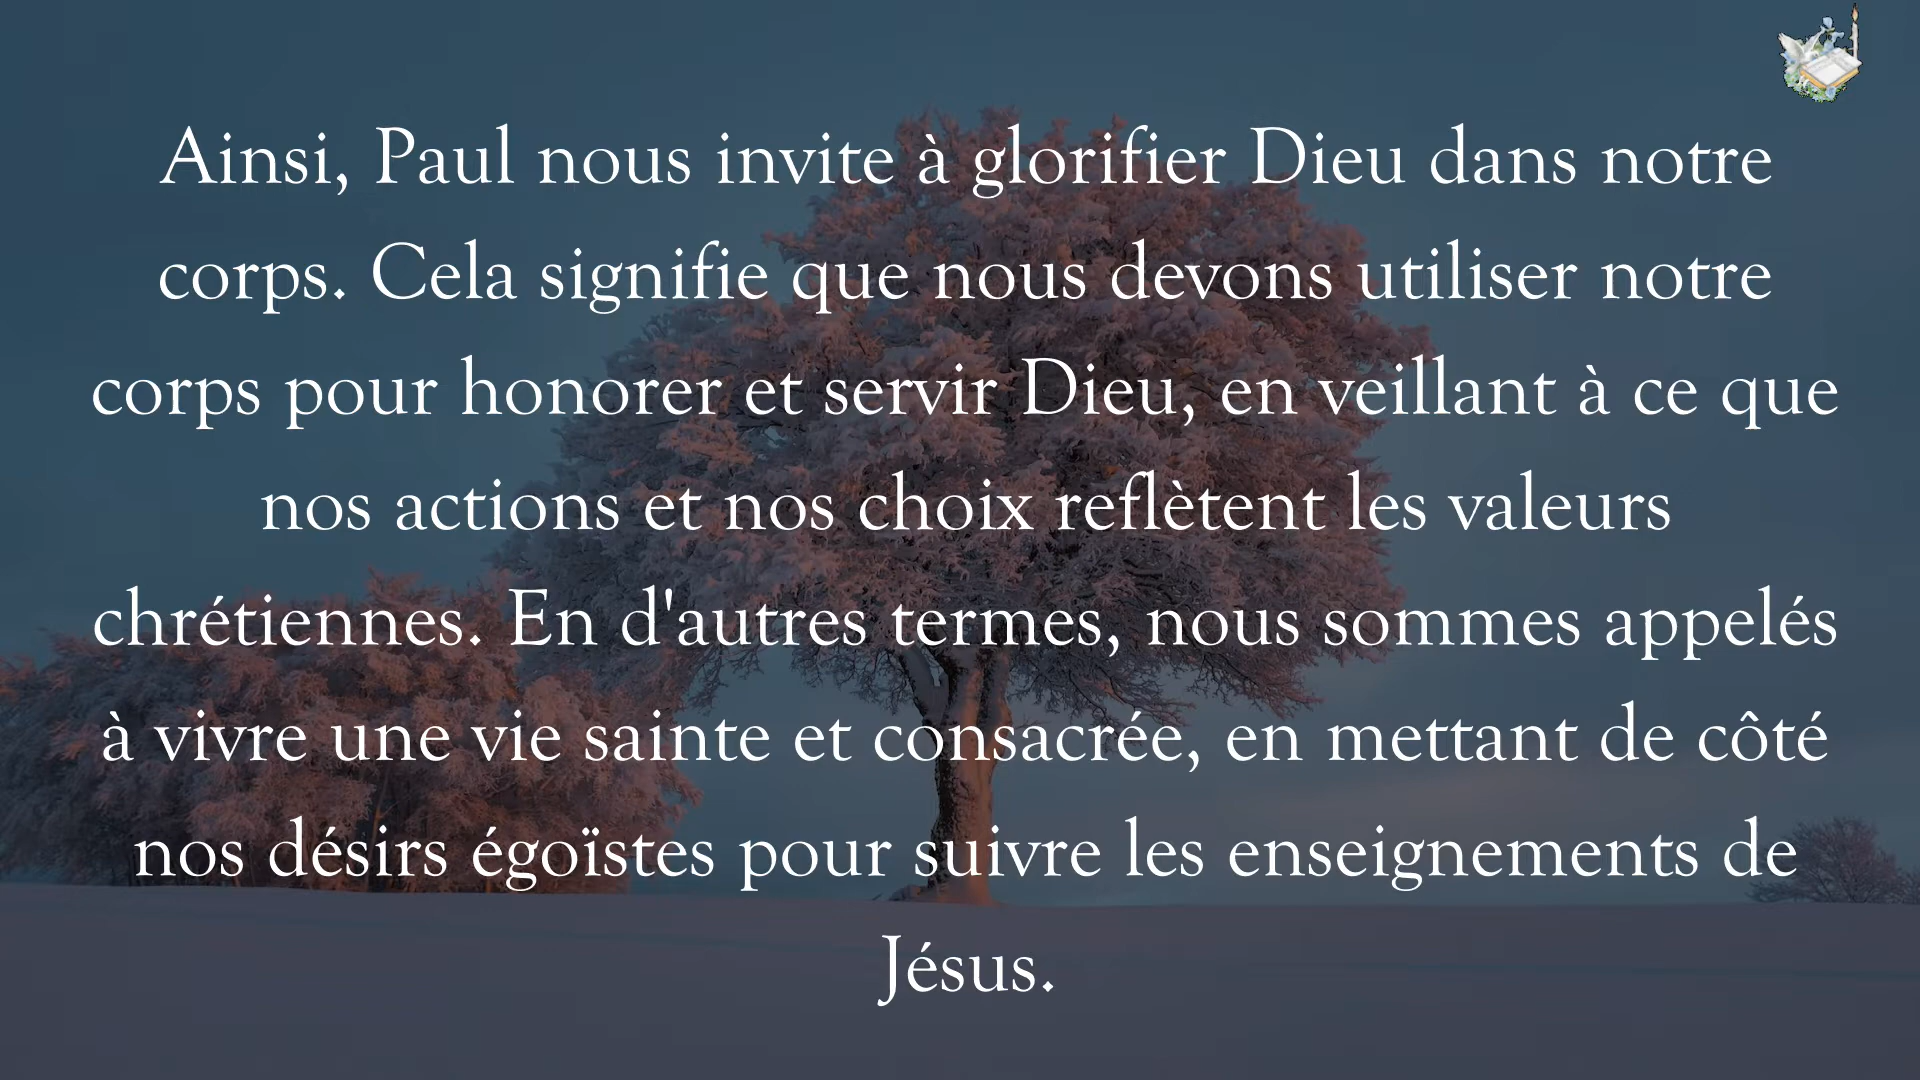 Ainsi, Paul nous invite à glorifier Dieu dans notre
corps. Cela signifie que nous devons utiliser notre
corps pour honorer et servir Dieu, en veillant à ce que
nos actions et nos choix reflètent les valeurs
chrétiennes. En d'autres termes, nous sommes appelés
à vivre une vie sainte et consacrée, en mettant de côté
nos désirs égoïstes pour suivre les enseignements de
Jésus.